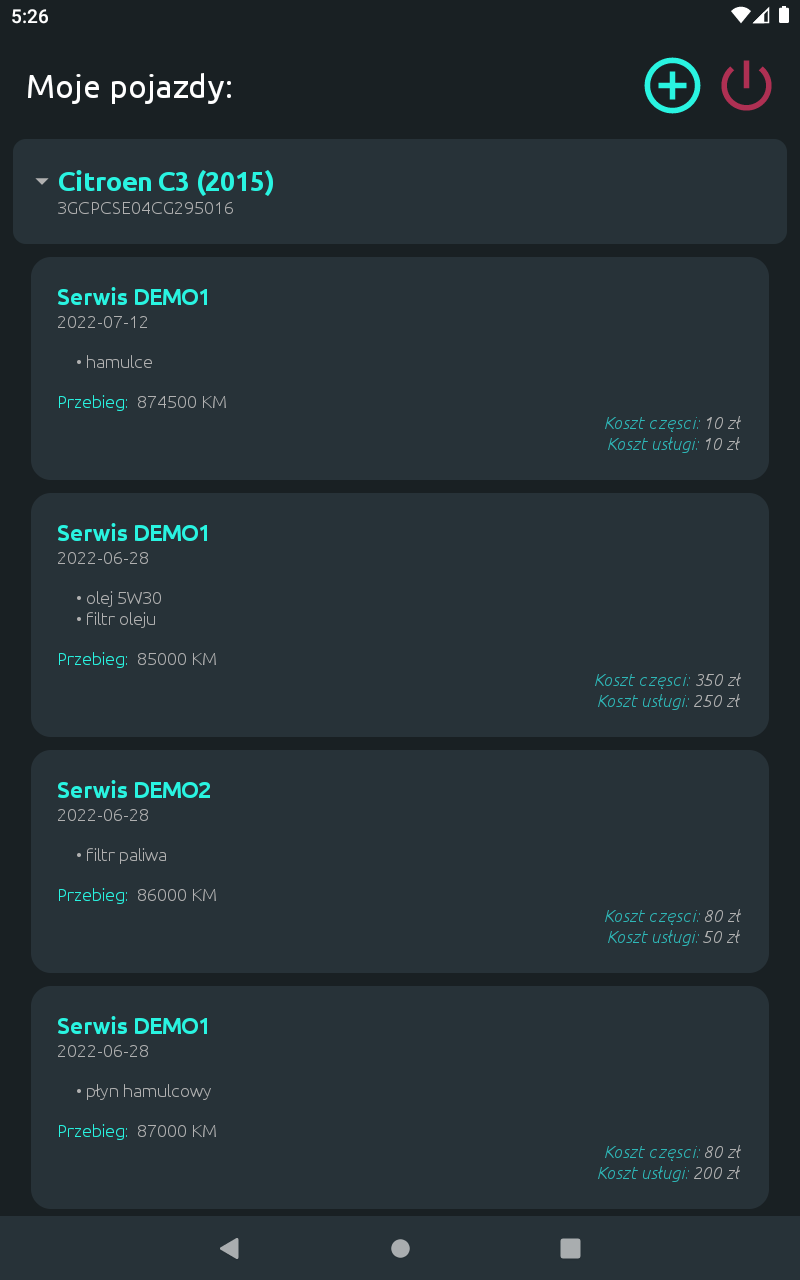 5:26
Moje pojazdy:
Citroen C3 (2015)
3GCPCSE04CG295016
Serwis DEMO1
2022-07-12
• hamulce
Przebieg: 874500 KM
Koszt częsci: 10 zł
Koszt usługi: 10 zł
Serwis DEMO1
2022-06-28
• olej 5W30
• filtr oleju
Przebieg: 85000 KM
Koszt częsci: 350 zł
Koszt usługi: 250 zł
Serwis DEMO2
2022-06-28
• filtr paliwa
Przebieg: 86000 KM
Koszt częsci: 80 zł
Koszt usługi: 50 zł
Serwis DEMO1
2022-06-28
• płyn hamulcowy
Przebieg: 87000 KM
Koszt częsci: 80 zł
Koszt usługi: 200 zł